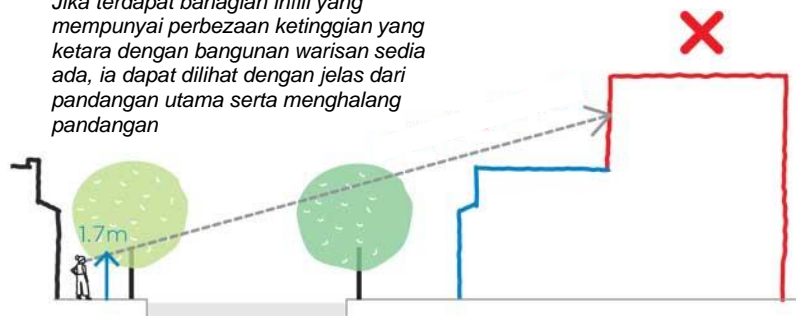 Jika terdapat bahagian infill yang
mempunyai perbezaan ketinggian yang
ketara dengan bangunan warisan sedia
ada, ia dapat dilihat dengan jelas dari
pandangan utama serta menghalang
pandangan
1.7m